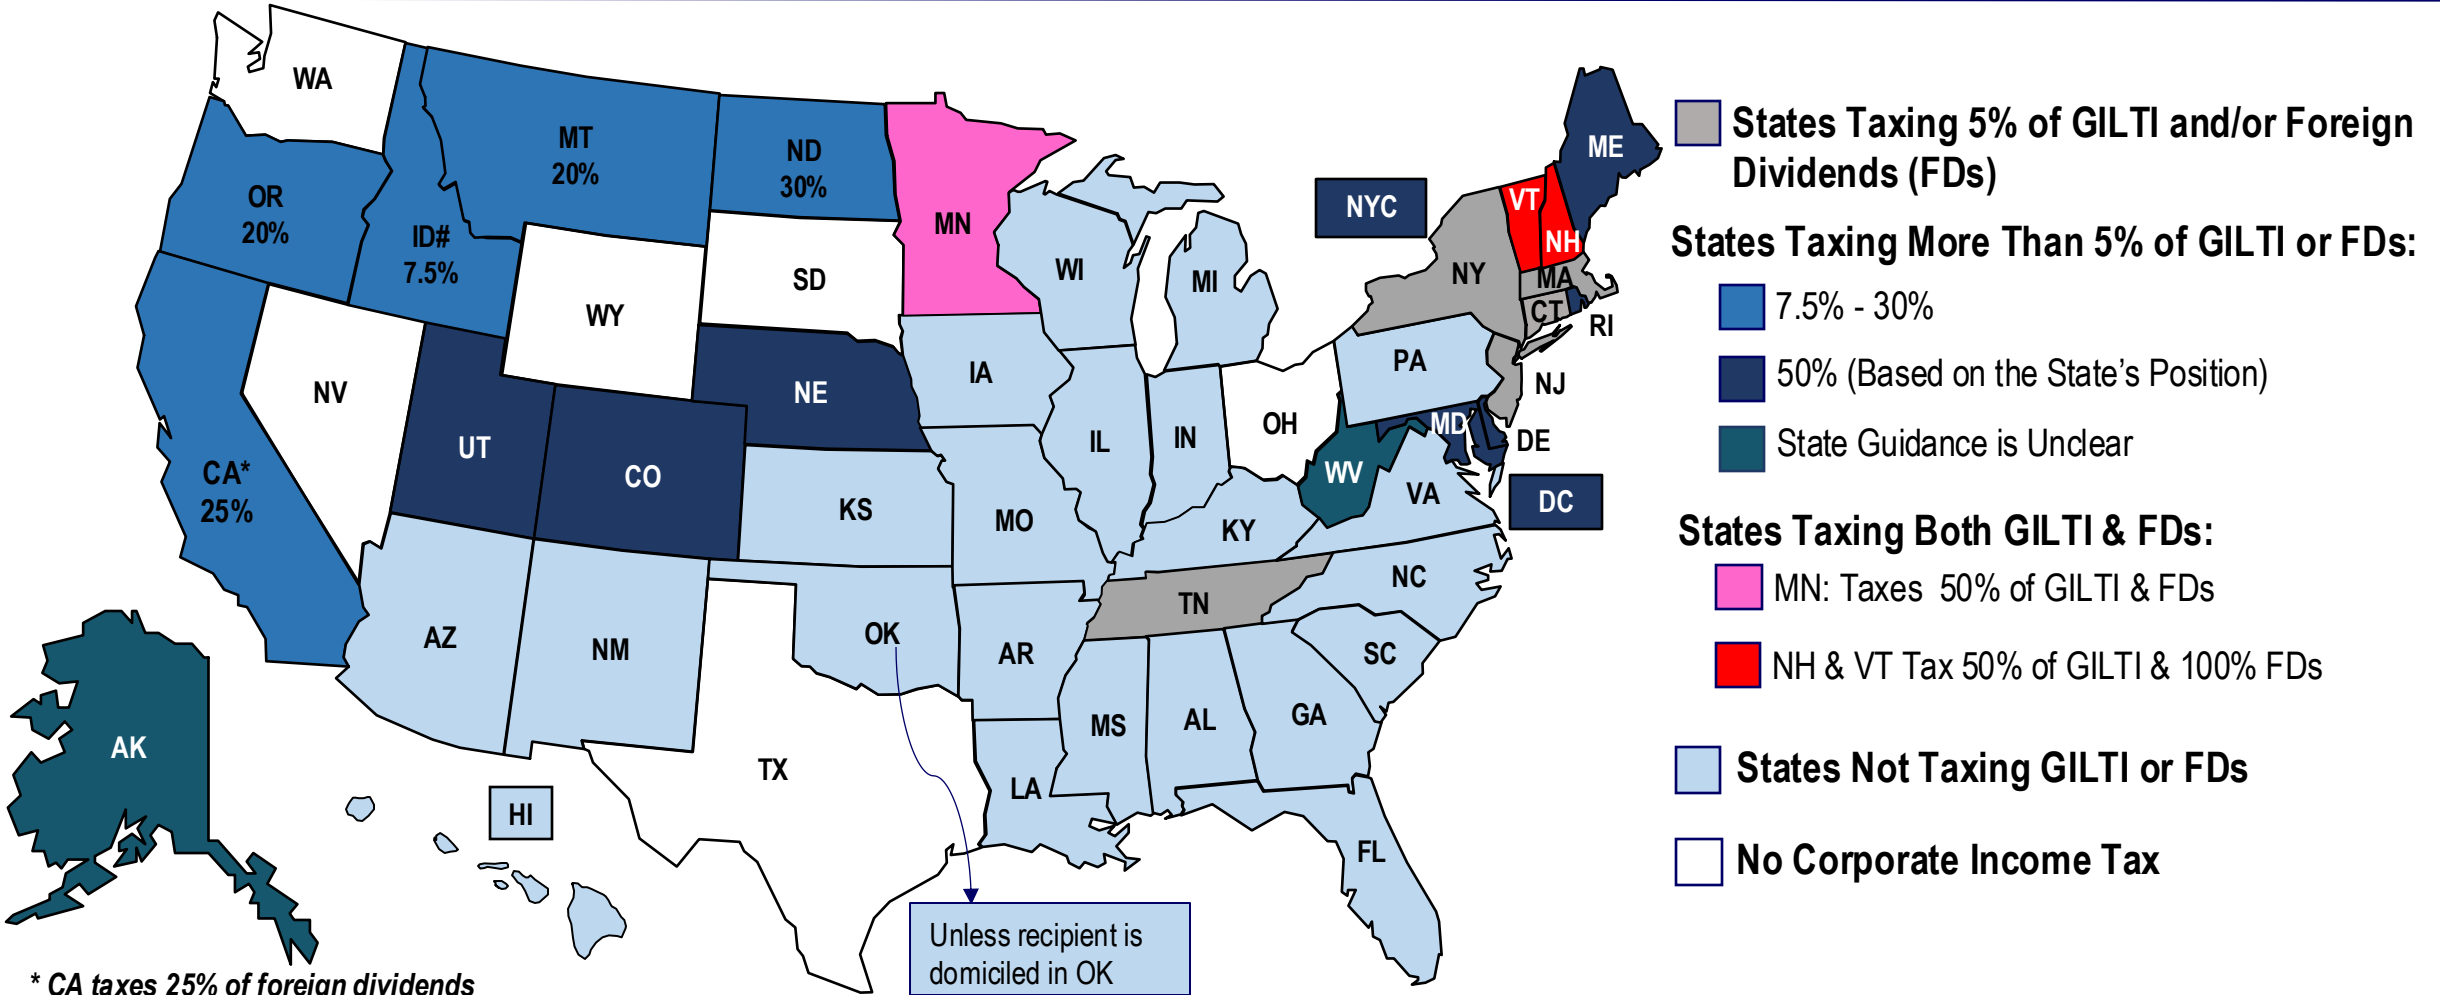 WA
MT
20%
ND
30%
MN
OR
20%
ID#
7.5%
WI
MI
SD
WY
NV
CA*
25%
UT
CO
NE
IA
IL
IN
OH
PA
NYC
NY
VT
NH
ME
MA
CT
RI
NJ
MD
DE
DC
WV
VA
KS
MO
KY
NC
TN
AZ
NM
OK
AR
SC
MS
AL
GA
LA
TX
FL
AK
HI
Unless recipient is
domiciled in OK
* CA taxes 25% of foreign dividends
States Taxing 5% of GILTI and/or Foreign
Dividends (FDs)
States Taxing More Than 5% of GILTI or FDs:
7.5% - 30%
50% (Based on the State's Position)
State Guidance is Unclear
States Taxing Both GILTI & FDs:
MN: Taxes 50% of GILTI & FDs
NH & VT Tax 50% of GILTI & 100% FDs
States Not Taxing GILTI or FDs
No Corporate Income Tax